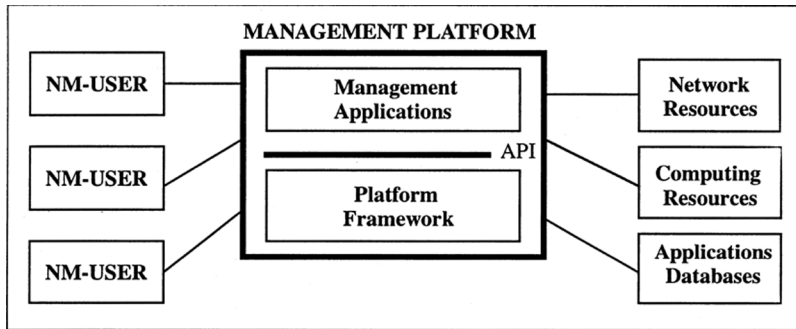 MANAGEMENT PLATFORM
NM-USER
NM-USER
NM-USER
Management
Applications
API
Platform
Framework
Network
Resources
Computing
Resources
Applications
Databases